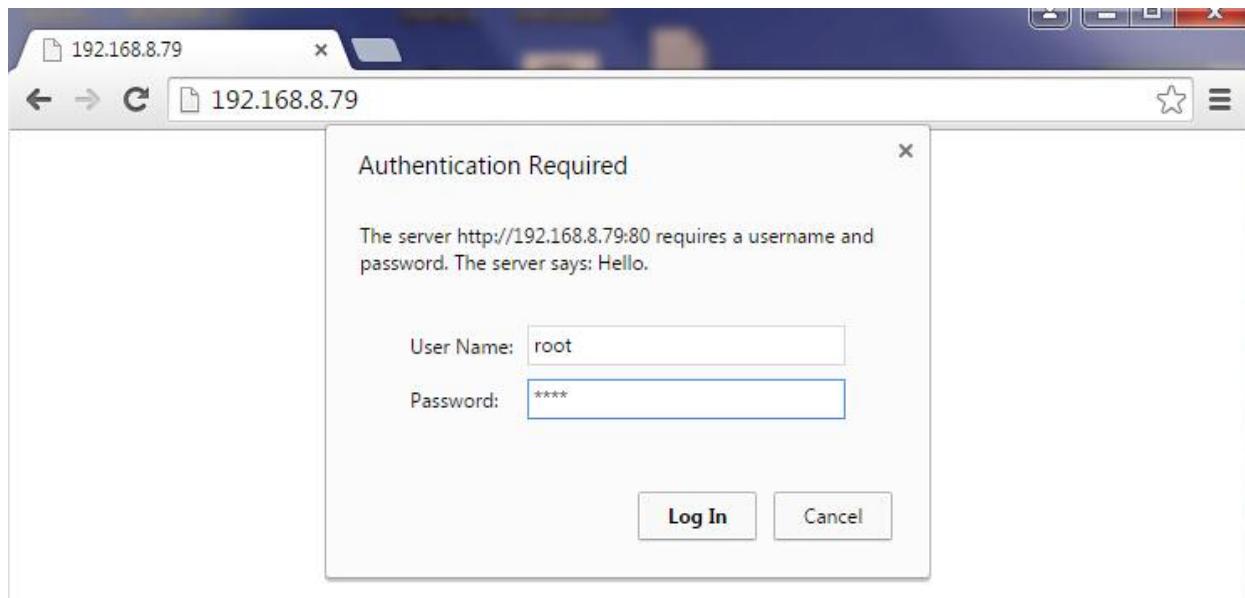 192.168.8.79
192.168.8.79
Authentication Required
The server http://192.168.8.79:80 requires a username and
password. The server says: Hello.
User Name: root
Password: ****
Log In Cancel